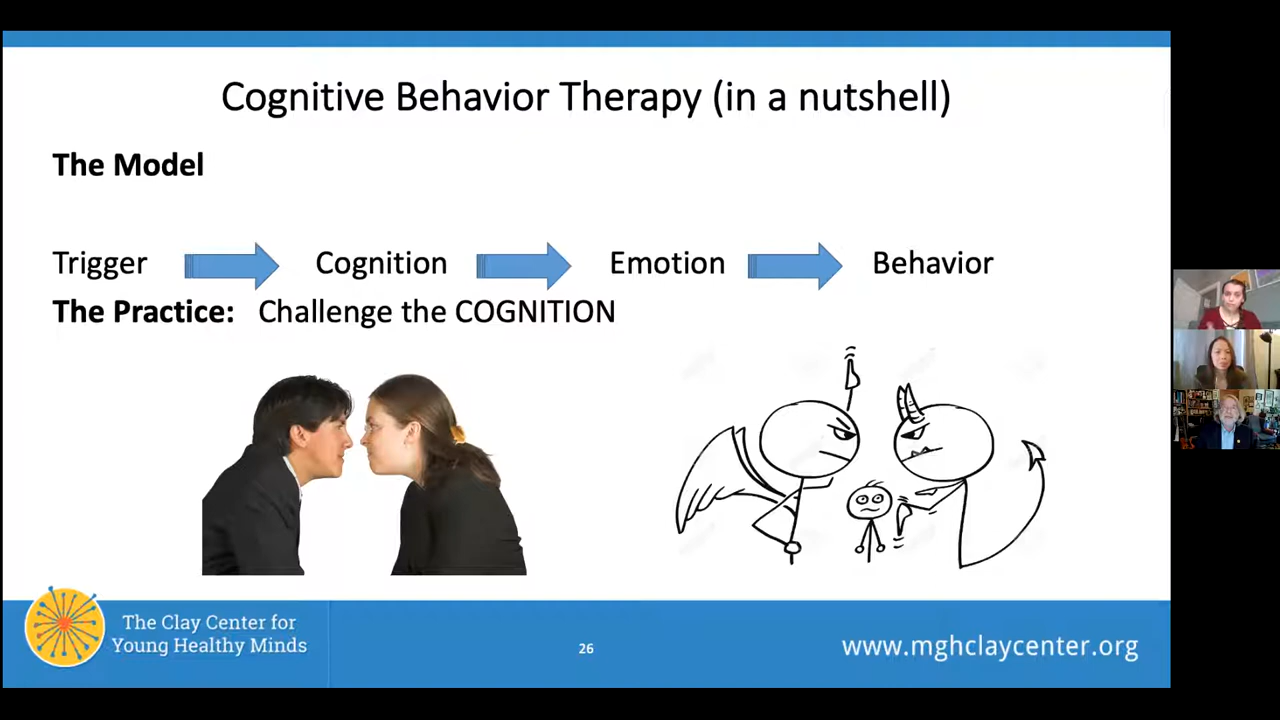 Cognitive Behavior Therapy (in a nutshell)
The Model
Trigger Cognition Emotion Behavior
The Practice: Challenge the COGNITION
The Clay Center for
Young Healthy Minds
26
www.mghclaycenter.org